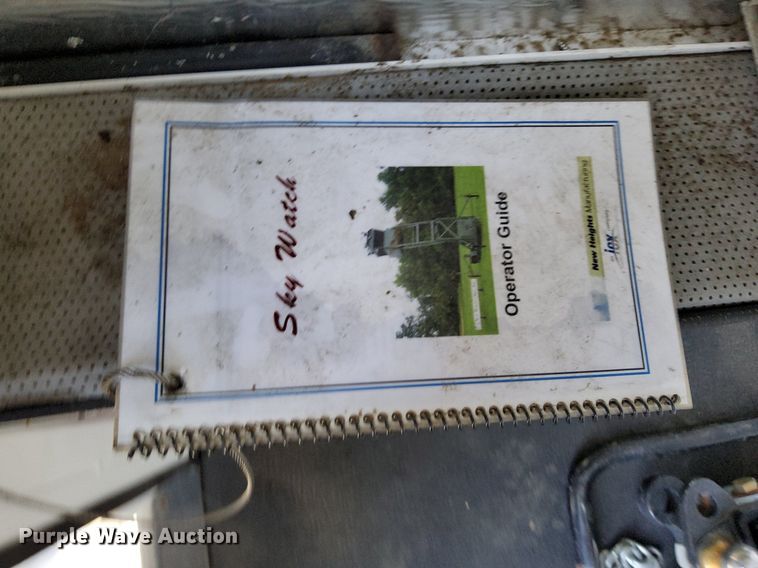 Sky Watch
Operator Guide
New Heights Manufacturing
Purple Wave Auction